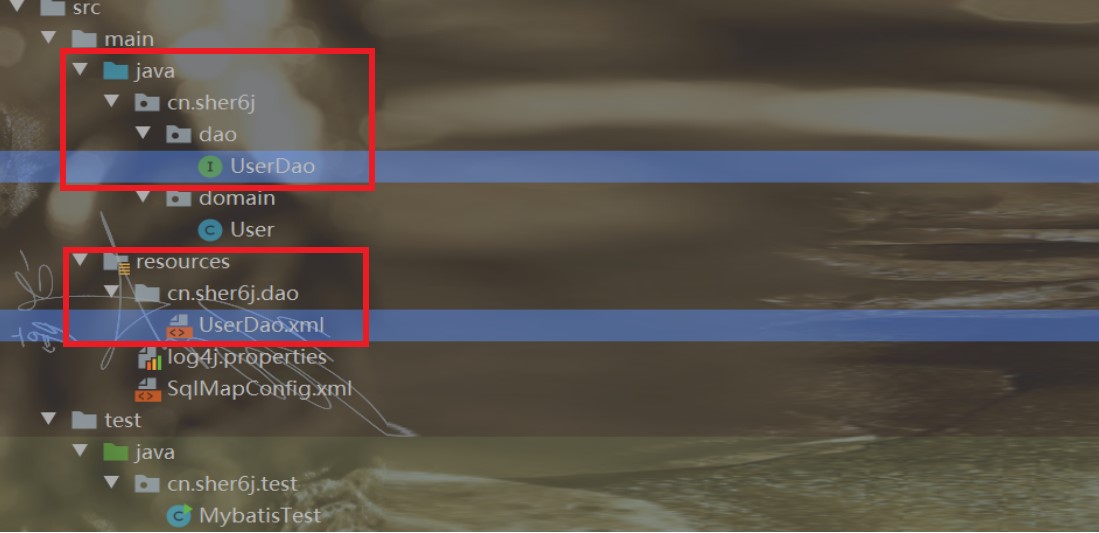 src
main
java
cn.sher6j
dao
I UserDao
domain
C User
resources
cn.sher6j.dao
<> UserDao.xml
log4j.properties
<> SqlMapConfig.xml
test
java
cn.sher6j.test
C MybatisTest